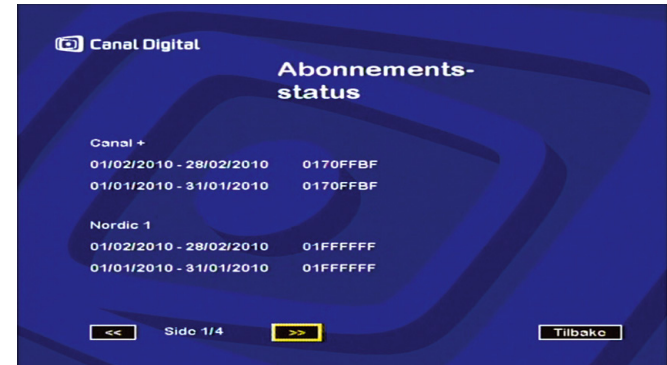 Canal Digital
Abonnements-
status
Canal +
01/02/2010 - 28/02/2010 0170FFBF
01/01/2010 - 31/01/2010 0170FFBF
Nordic 1
01/02/2010 - 28/02/2010 01FFFFFF
01/01/2010 - 31/01/2010 01FFFFFF
<< Side 1/4 >> Tilbake